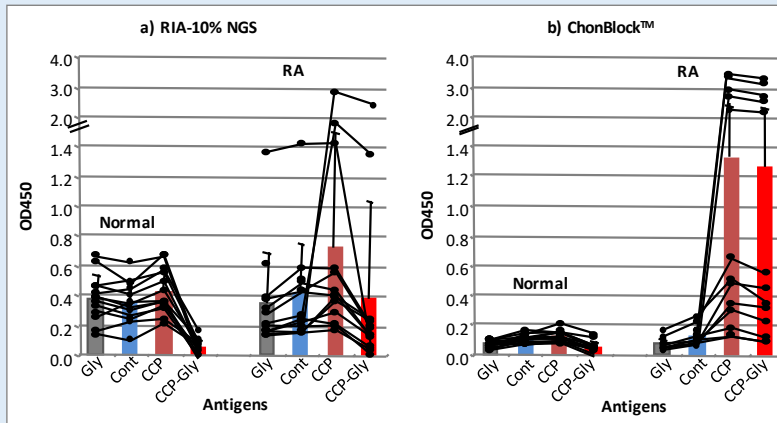 a) RIA-10% NGS
b) ChonBlock™
4.0
3.0
2.0
1.4
1.2
1.0
0.8
0.6
0.4
0.2
0.0
OD450
RA
Normal
Gly
Cont
CCP
CCP-Gly
Gly
Cont
CCP
CCP-Gly
Antigens
4.0
3.0
2.0
1.4
1.2
1.0
0.8
0.6
0.4
0.2
0.0
OD450
RA
Normal
Gly
Cont
CCP
CCP-Gly
Gly
Cont
CCP
CCP-Gly
Antigens